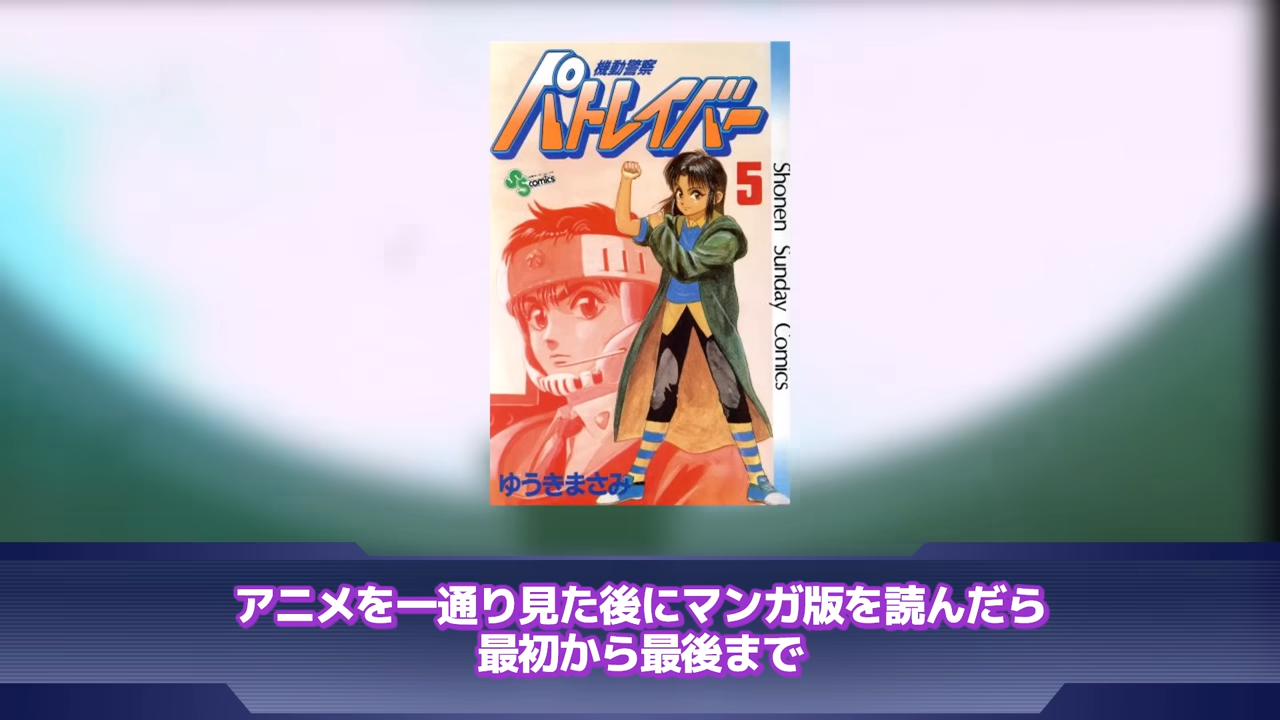 機動警察
パトレイバー
SS comics
5
Shonen Sunday Comics
ゆうきまさみ
アニメを一通り見た後にマンガ版を読んだら
最初から最後まで